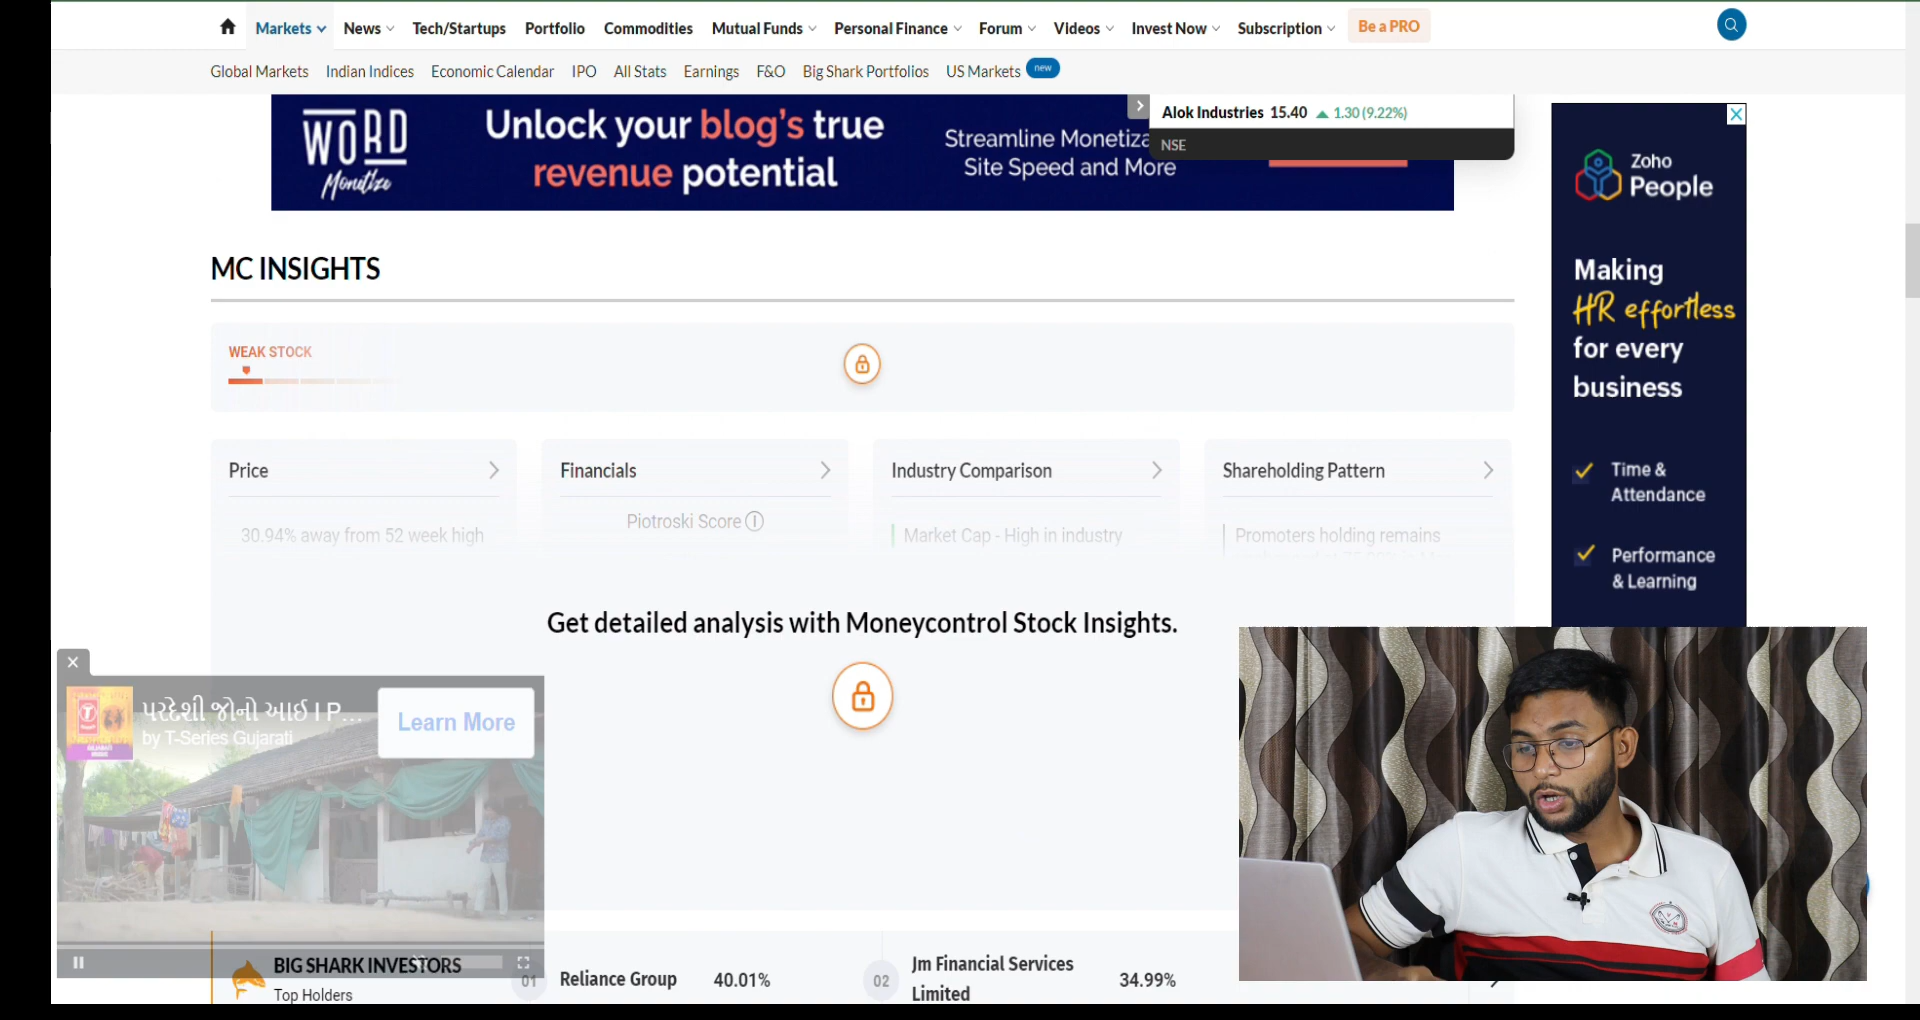 Markets News Tech/Startups Portfolio Commodities Mutual Funds Personal Finance Forum Videos Invest Now Subscription Be a PRO
Global Markets Indian Indices Economic Calendar IPO All Stats Earnings F&O Big Shark Portfolios US Markets new
WORD
Monetize
Unlock your blog's true
revenue potential
Streamline Monetiza
Site Speed and More
Alok Industries 15.40 1.30 (9.22%)
NSE
Zoho
People
Making
HR effortless
for every
business
Time &
Attendance
Performance
& Learning
MC INSIGHTS
WEAK STOCK
Price
30.94% away from 52 week high
Financials
Piotroski Score
Industry Comparison
Market Cap - High in industry
Shareholding Pattern
Promoters holding remains
Get detailed analysis with Moneycontrol Stock Insights.
પરદેશી જોનો આઈ I P...
by T-Series Gujarati
Learn More
BIG SHARK INVESTORS
Top Holders
01 Reliance Group 40.01%
02 Jm Financial Services
Limited
34.99%